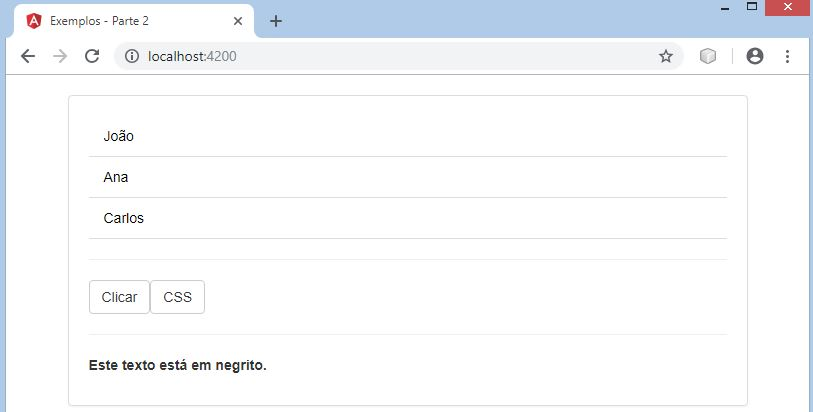 Exemplos - Parte 2
localhost:4200
João
Ana
Carlos
Clicar CSS
Este texto está em negrito.